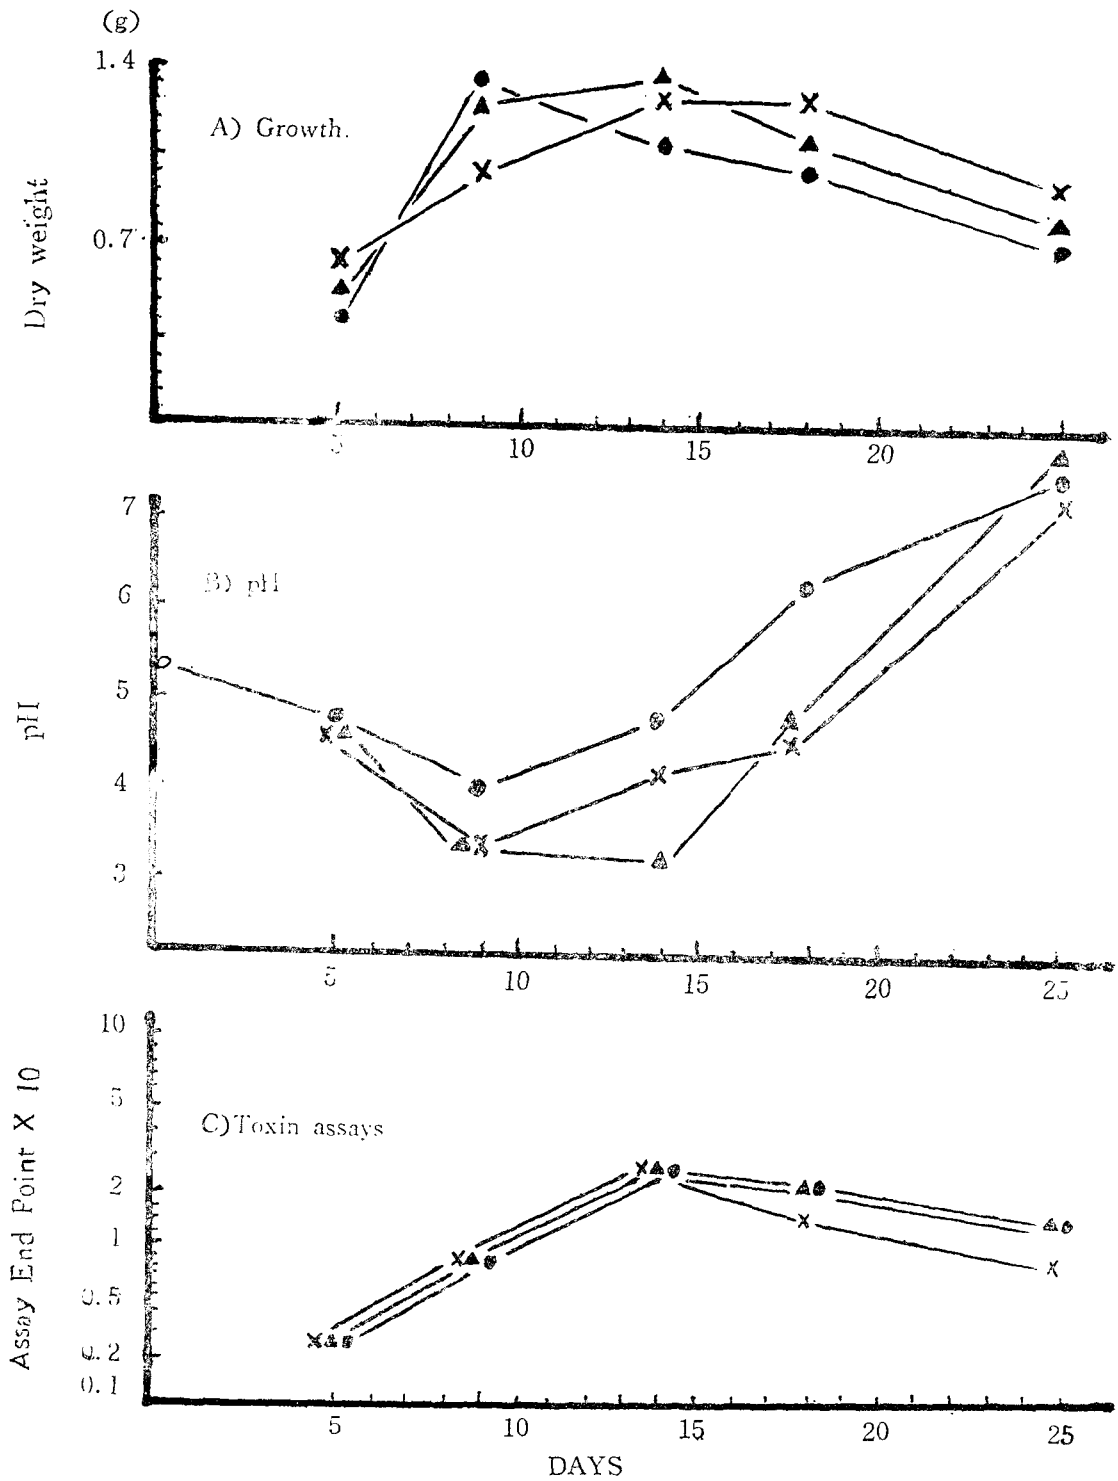 (g)
1.4
A) Growth.
0.7
Dry weight
5 10 15 20
7
B) pH
6
5
pH
4
3
5 10 15 20 25
10
5
C) Toxin assays
2
1
0.5
0.2
0.1
Assay End Point X 10
5 10 15 20 25
DAYS